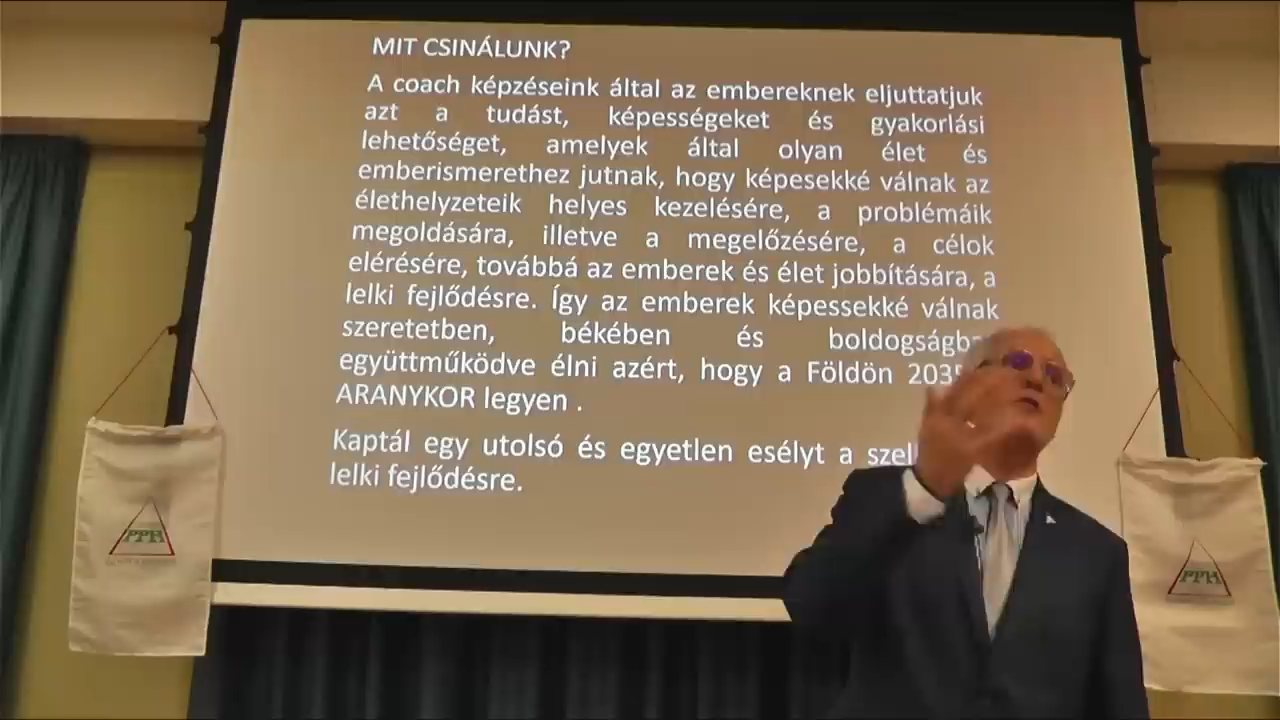 MIT CSINÁLUNK?
A coach képzéseink által az embereknek eljuttatjuk
azt a tudást, képességeket és gyakorlási
lehetőséget, amelyek által olyan élet és
emberismerethez jutnak, hogy képesekké válnak az
élethelyzeteik helyes kezelésére, a problémáik
megoldására, illetve a megelőzésére, a célok
elérésére, továbbá az emberek és élet jobbítására, a
lelki fejlődésre. Így az emberek képessekké válnak
szeretetben, békében és
együttműködve élni azért, hogy a Földön
ARANYKOR legyen .
Kaptál egy utolsó és egyetlen esélyt a
lelki fejlődésre.
PPH
PPH